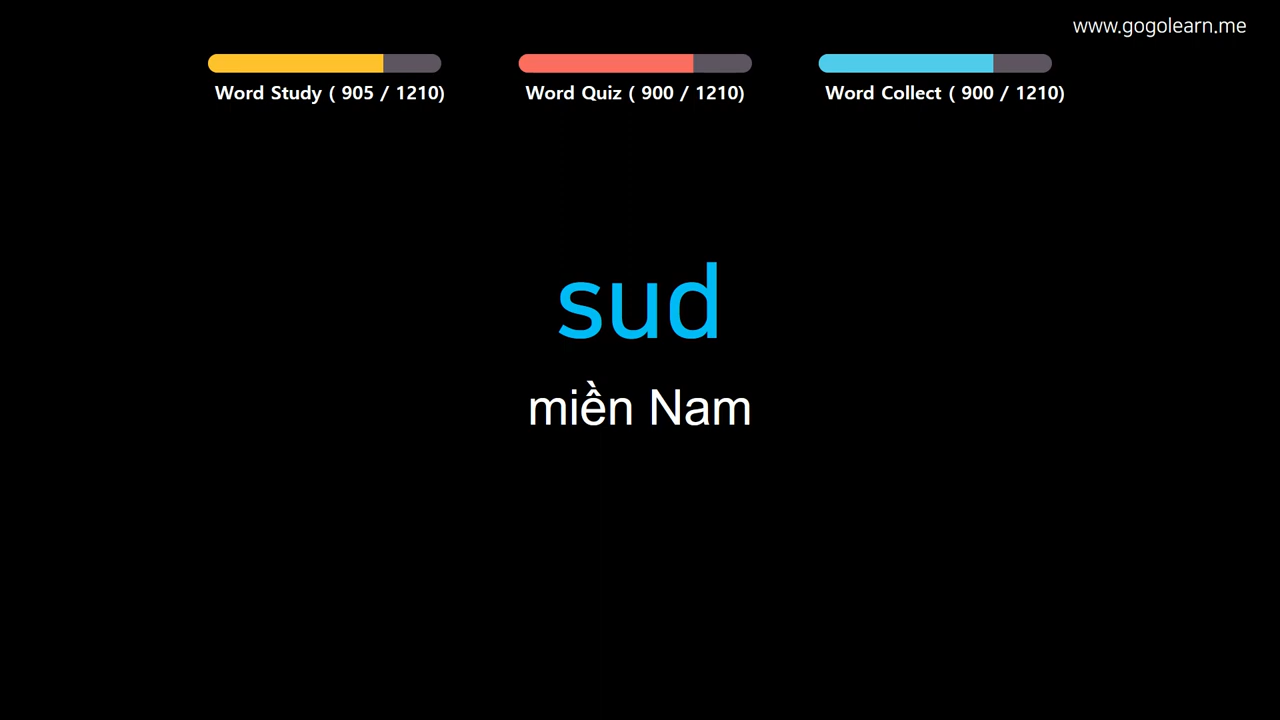 www.gogolearn.me
Word Study ( 905 / 1210)
Word Quiz ( 900 / 1210)
Word Collect ( 900 / 1210)
sud
miền Nam